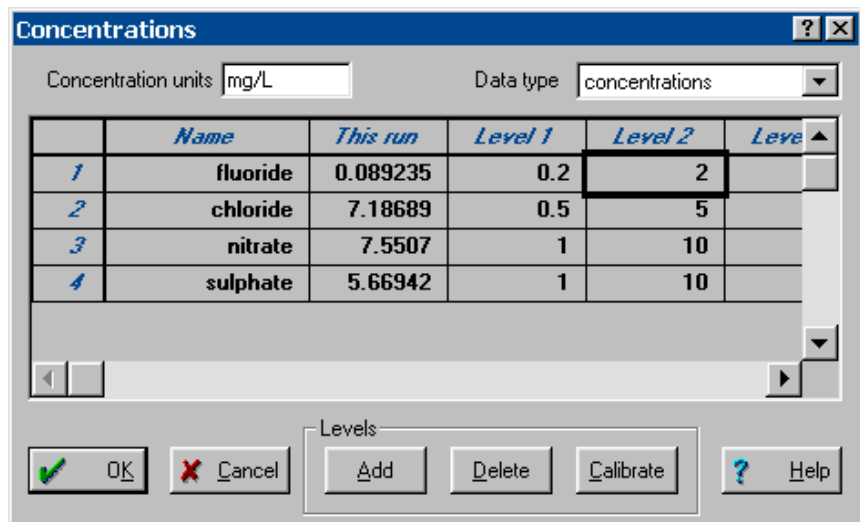 Concentrations ? X
Concentration units mg/L Data type concentrations
Name This run Level 1 Level 2 Leve
1 fluoride 0.089235 0.2 2
2 chloride 7.18689 0.5 5
3 nitrate 7.5507 1 10
4 sulphate 5.66942 1 10
Levels
OK Cancel Add Delete Calibrate ? Help